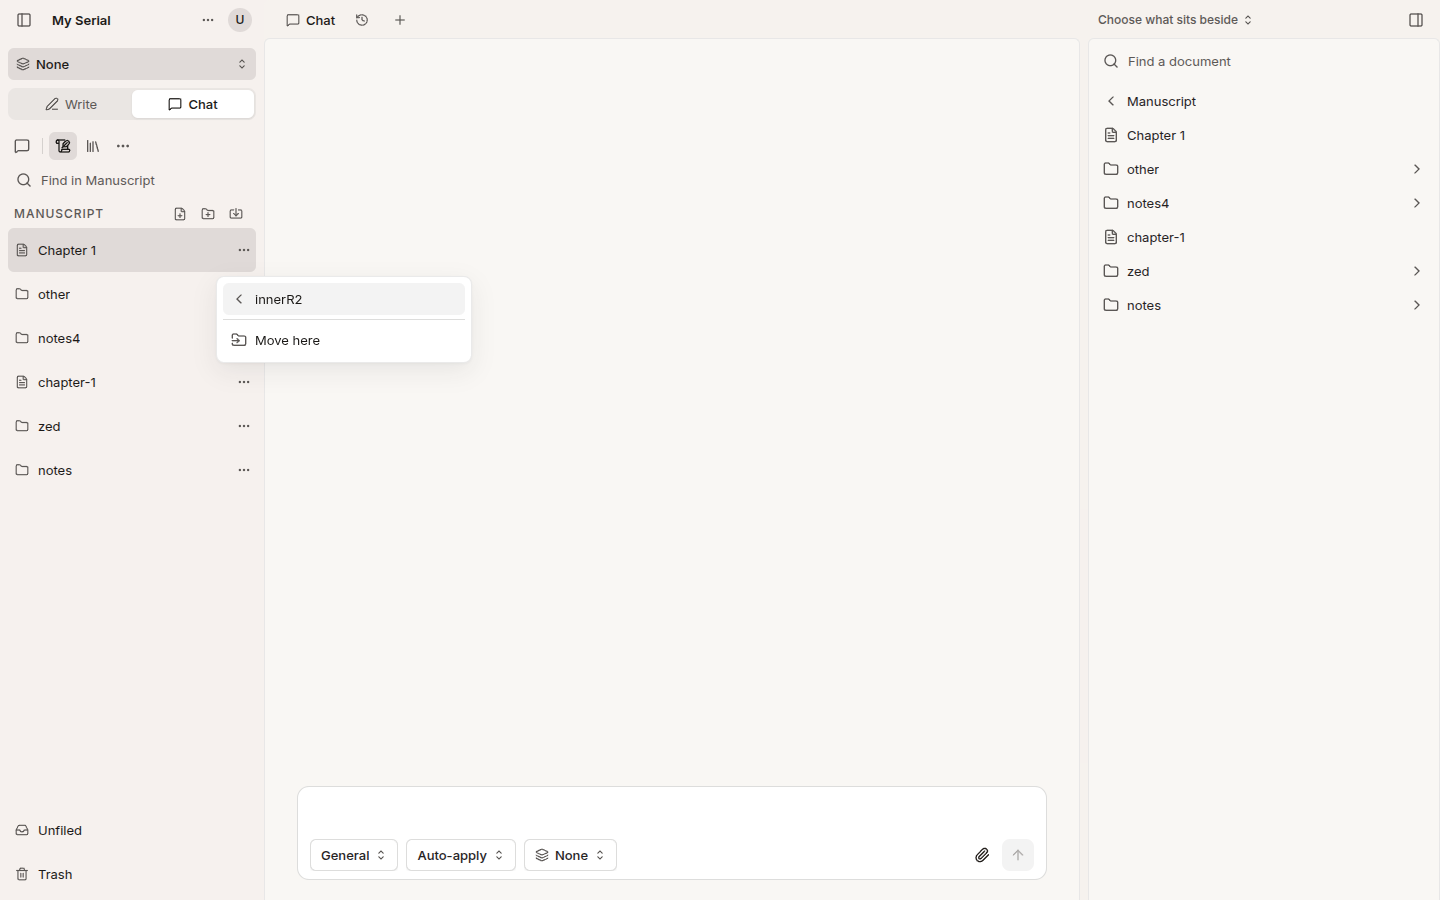 My Serial
U
None
Write
Chat
Find in Manuscript
MANUSCRIPT
Chapter 1
other
notes4
chapter-1
zed
notes
Unfiled
Trash
Chat
innerR2
Move here
General
Auto-apply
None
Choose what sits beside
Find a document
Manuscript
Chapter 1
other
notes4
chapter-1
zed
notes